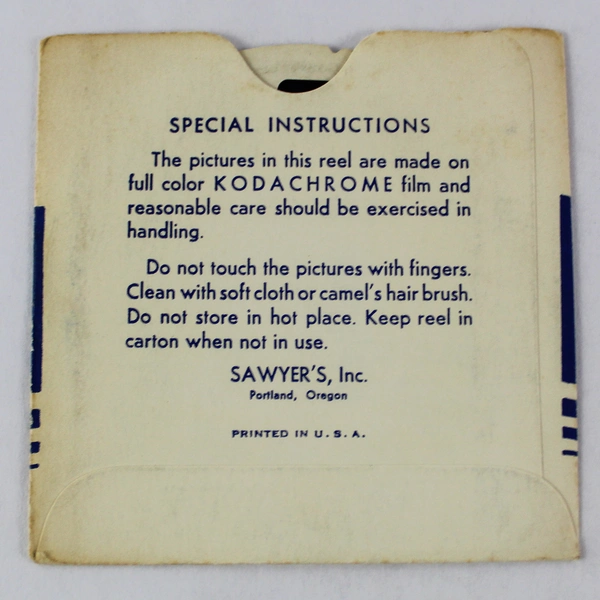 SPECIAL INSTRUCTIONS
The pictures in this reel are made on
full color KODACHROME film and
reasonable care should be exercised in
handling.
Do not touch the pictures with fingers.
Clean with soft cloth or camel's hair brush.
Do not store in hot place. Keep reel in
carton when not in use.
SAWYER'S, Inc.
Portland, Oregon
PRINTED IN U. S. A.